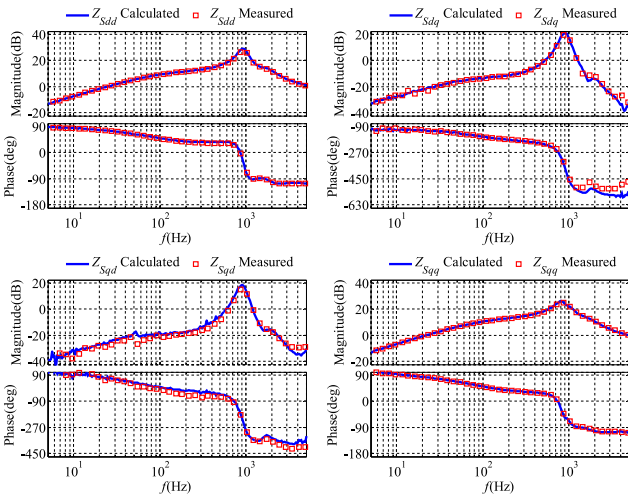 Z_Sdd Calculated Z_Sdd Measured
Magnitude(dB)
40
20
0
-20
Phase(deg)
90
0
-90
-180
10^1 10^2 10^3
f(Hz)
Z_Sdq Calculated Z_Sdq Measured
Magnitude(dB)
20
0
-20
-40
Phase(deg)
-90
-270
-450
-630
10^1 10^2 10^3
f(Hz)
Z_Sqd Calculated Z_Sqd Measured
Magnitude(dB)
20
0
-20
-40
Phase(deg)
90
-90
-270
-450
10^1 10^2 10^3
f(Hz)
Z_Sqq Calculated Z_Sqq Measured
Magnitude(dB)
40
20
0
-20
Phase(deg)
90
0
-90
-180
10^1 10^2 10^3
f(Hz)